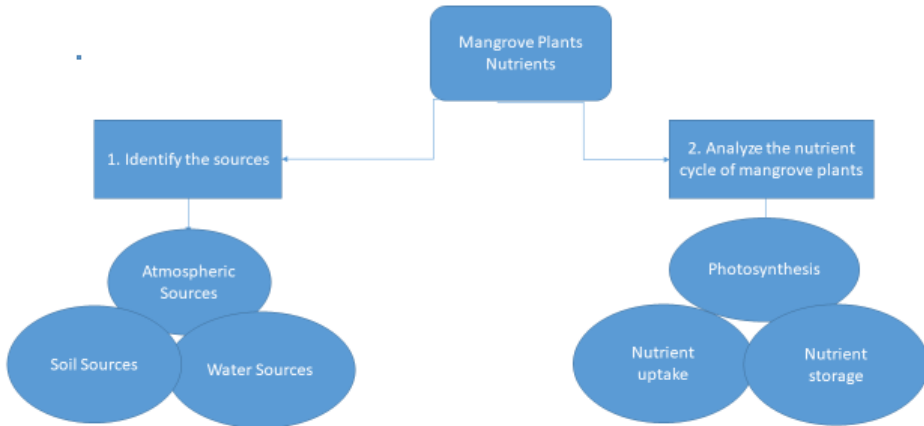 Mangrove Plants
Nutrients
1. Identify the sources
2. Analyze the nutrient
cycle of mangrove plants
Atmospheric
Sources
Soil Sources
Water Sources
Photosynthesis
Nutrient
uptake
Nutrient
storage